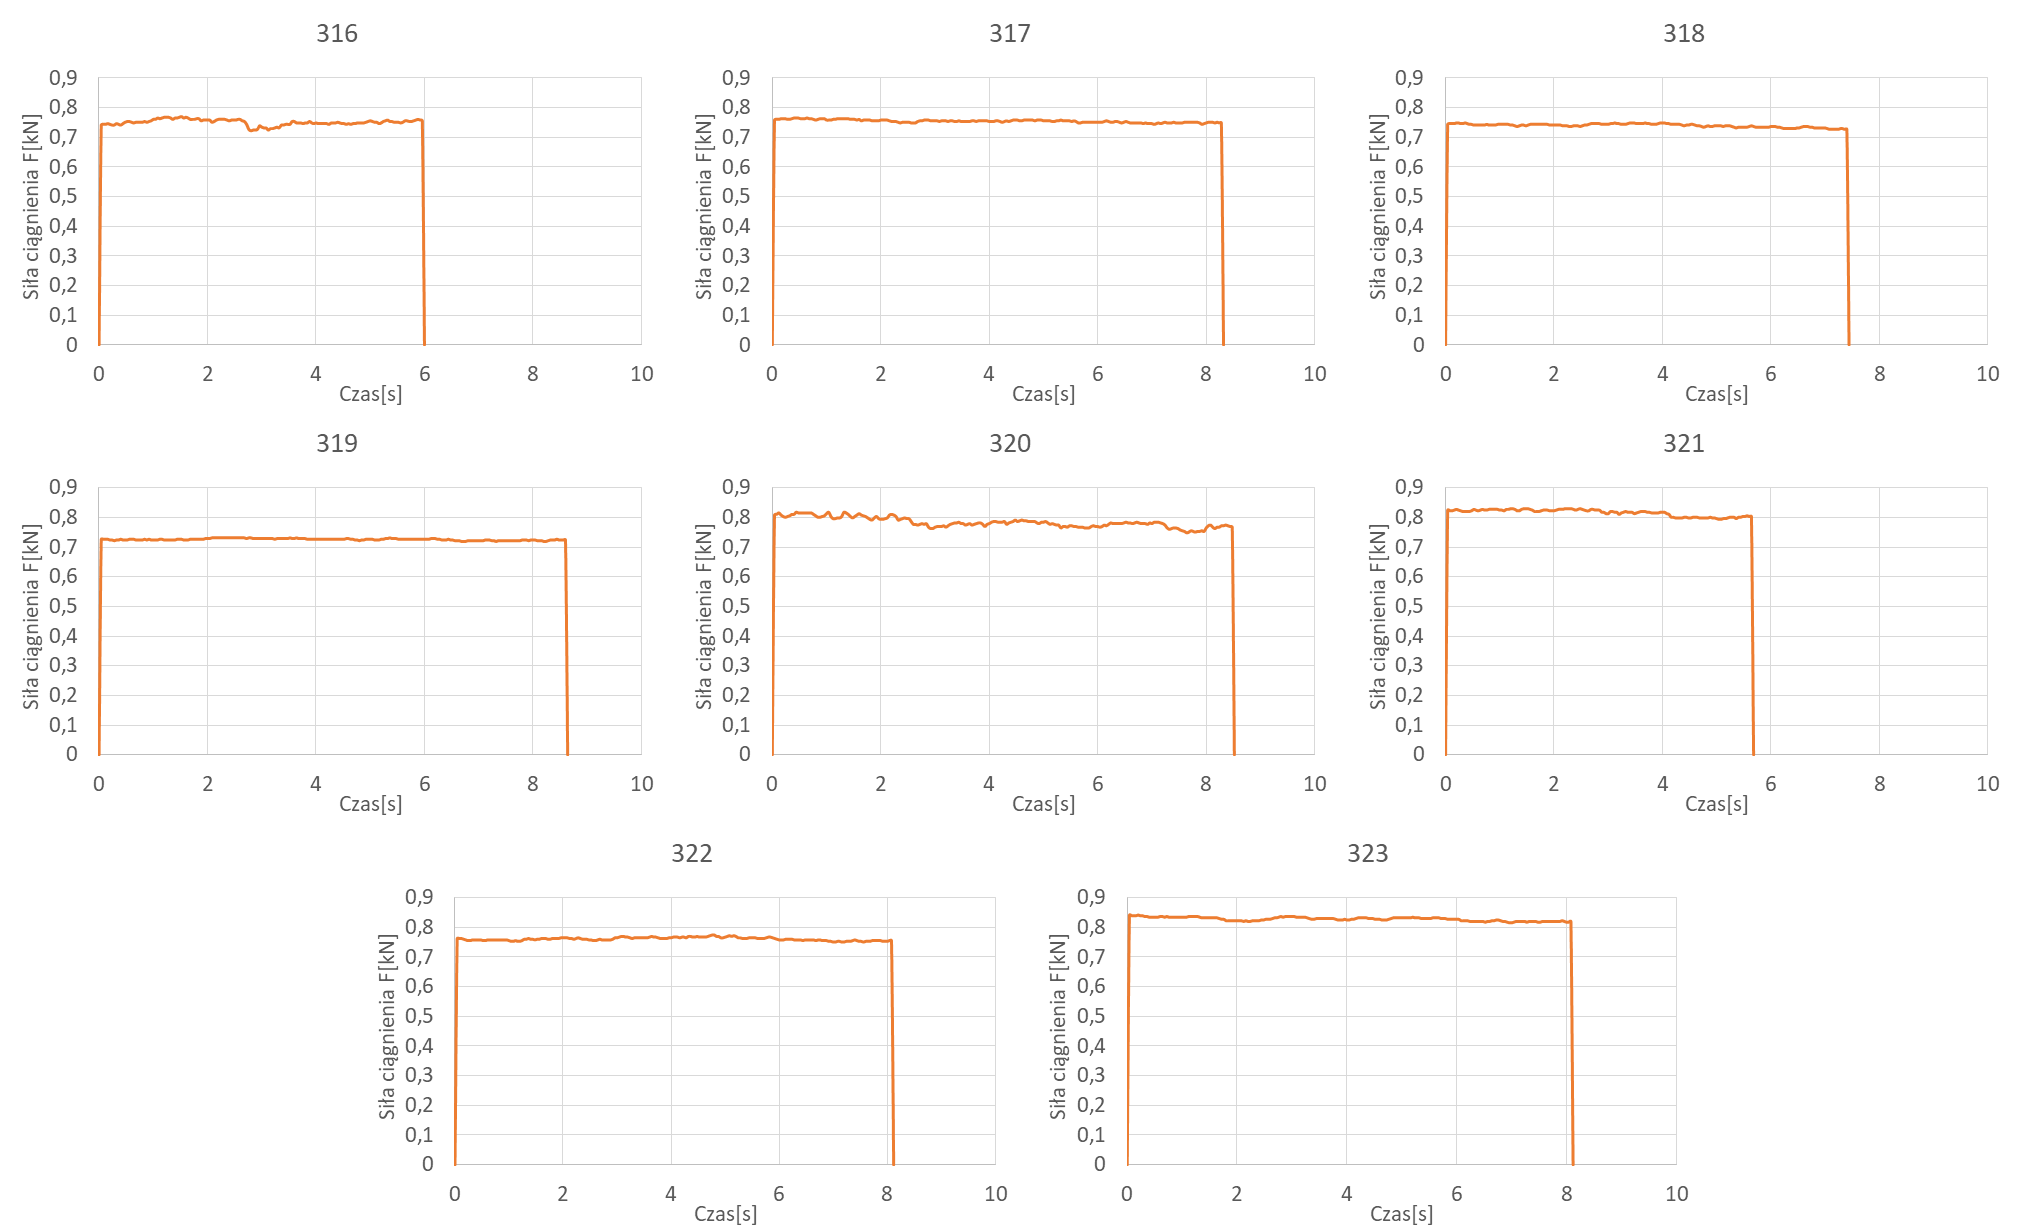 316 317 318
0,9 0,9 0,9
0,8 0,8 0,8
0,7 0,7 0,7
0,6 0,6 0,6
0,5 0,5 0,5
0,4 0,4 0,4
0,3 0,3 0,3
0,2 0,2 0,2
0,1 0,1 0,1
0 0 0
Siła ciągnienia F[kN] Siła ciągnienia F[kN] Siła ciągnienia F[kN]
0 2 4 6 8 10 0 2 4 6 8 10 0 2 4 6 8 10
Czas[s] Czas[s] Czas[s]
319 320 321
0,9 0,9 0,9
0,8 0,8 0,8
0,7 0,7 0,7
0,6 0,6 0,6
0,5 0,5 0,5
0,4 0,4 0,4
0,3 0,3 0,3
0,2 0,2 0,2
0,1 0,1 0,1
0 0 0
Siła ciągnienia F[kN] Siła ciągnienia F[kN] Siła ciągnienia F[kN]
0 2 4 6 8 10 0 2 4 6 8 10 0 2 4 6 8 10
Czas[s] Czas[s] Czas[s]
322 323
0,9 0,9
0,8 0,8
0,7 0,7
0,6 0,6
0,5 0,5
0,4 0,4
0,3 0,3
0,2 0,2
0,1 0,1
0 0
Siła ciągnienia F[kN] Siła ciągnienia F[kN]
0 2 4 6 8 10 0 2 4 6 8 10
Czas[s] Czas[s]